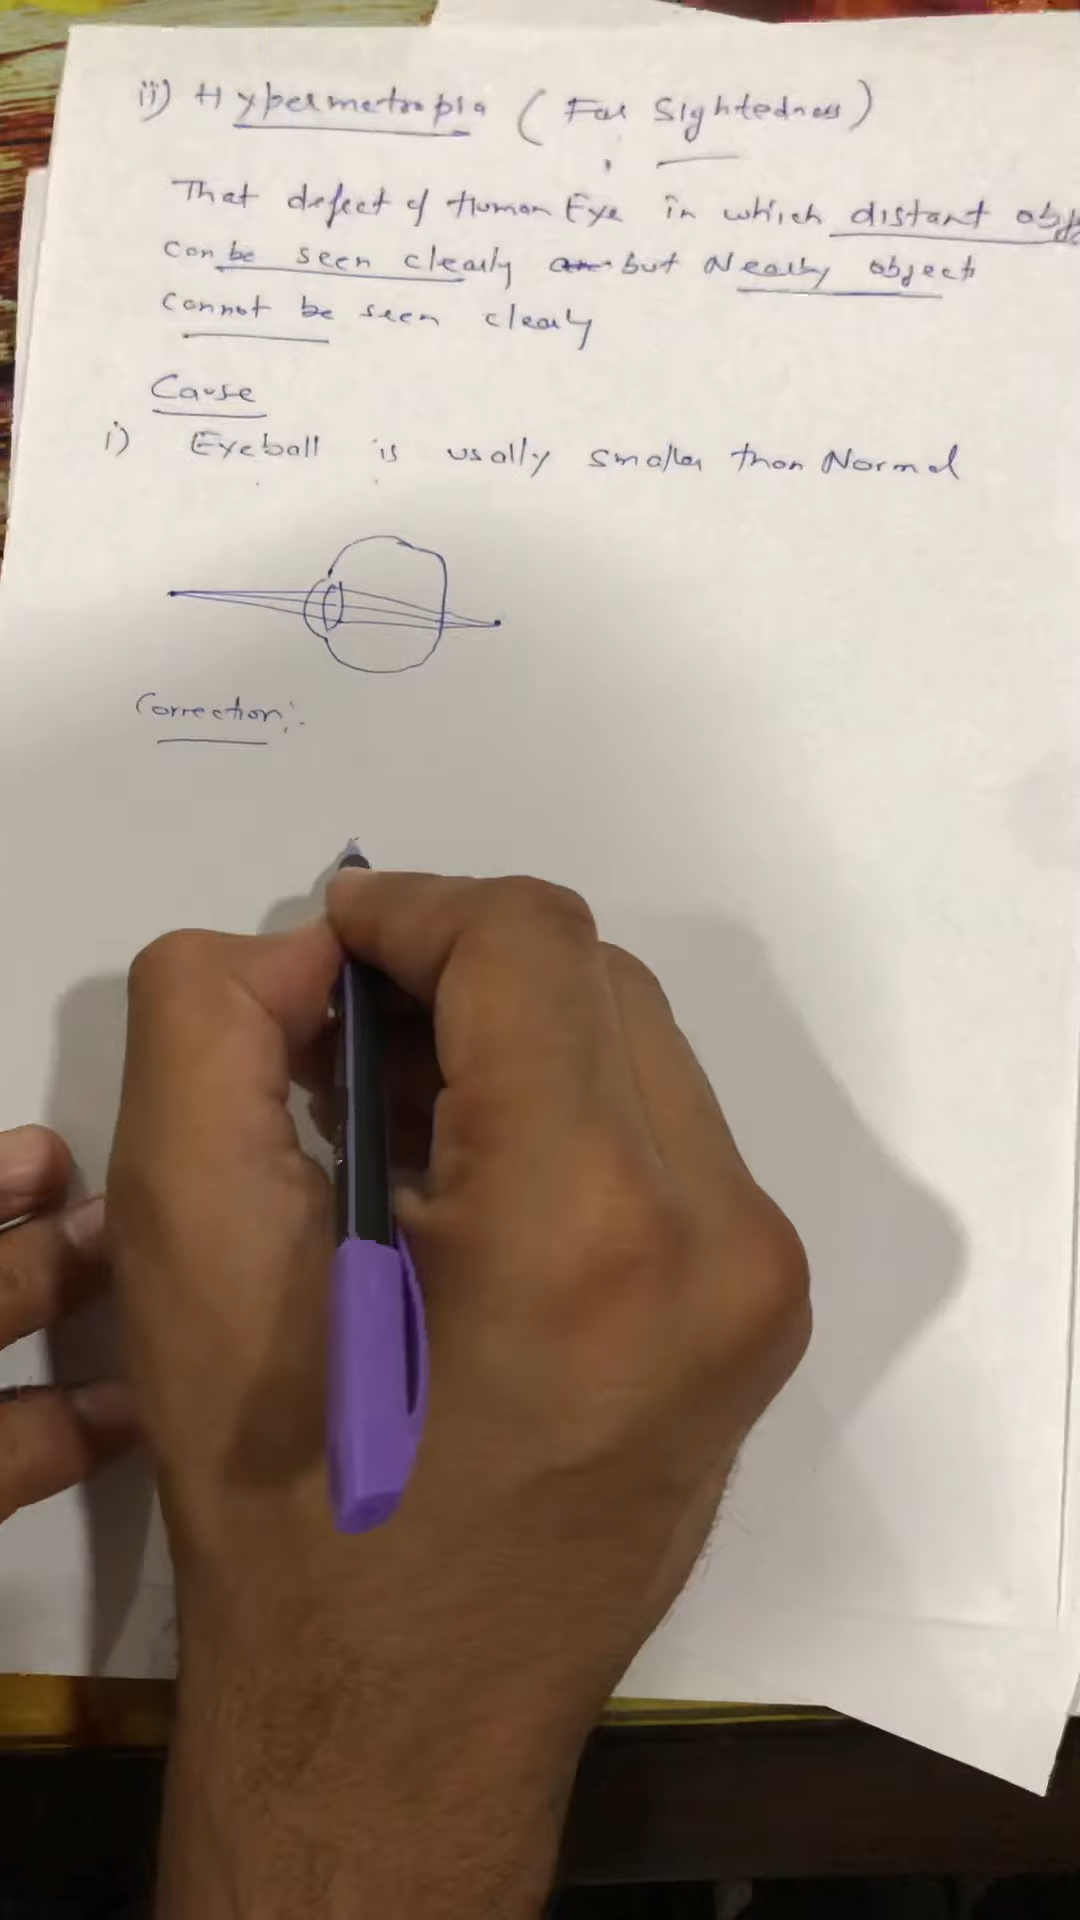 ii) Hypermetropia (Far Sightedness)
That defect of Human Eye in which distant obj
can be seen clearly but Nearby object
cannot be seen clearly
Cause
i) Eyeball is usally smaller than Normal
Correction: